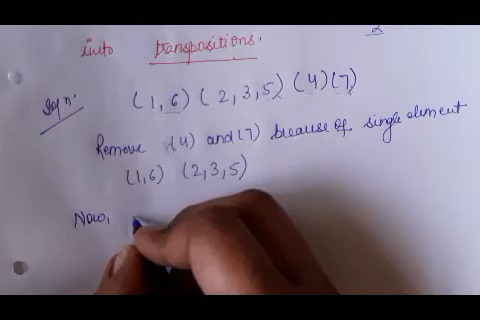 into transpositions.
(1, 6) (2, 3, 5) (4) (7)
Remove (4) and (7) because of single element
(1, 6) (2, 3, 5)
Now,